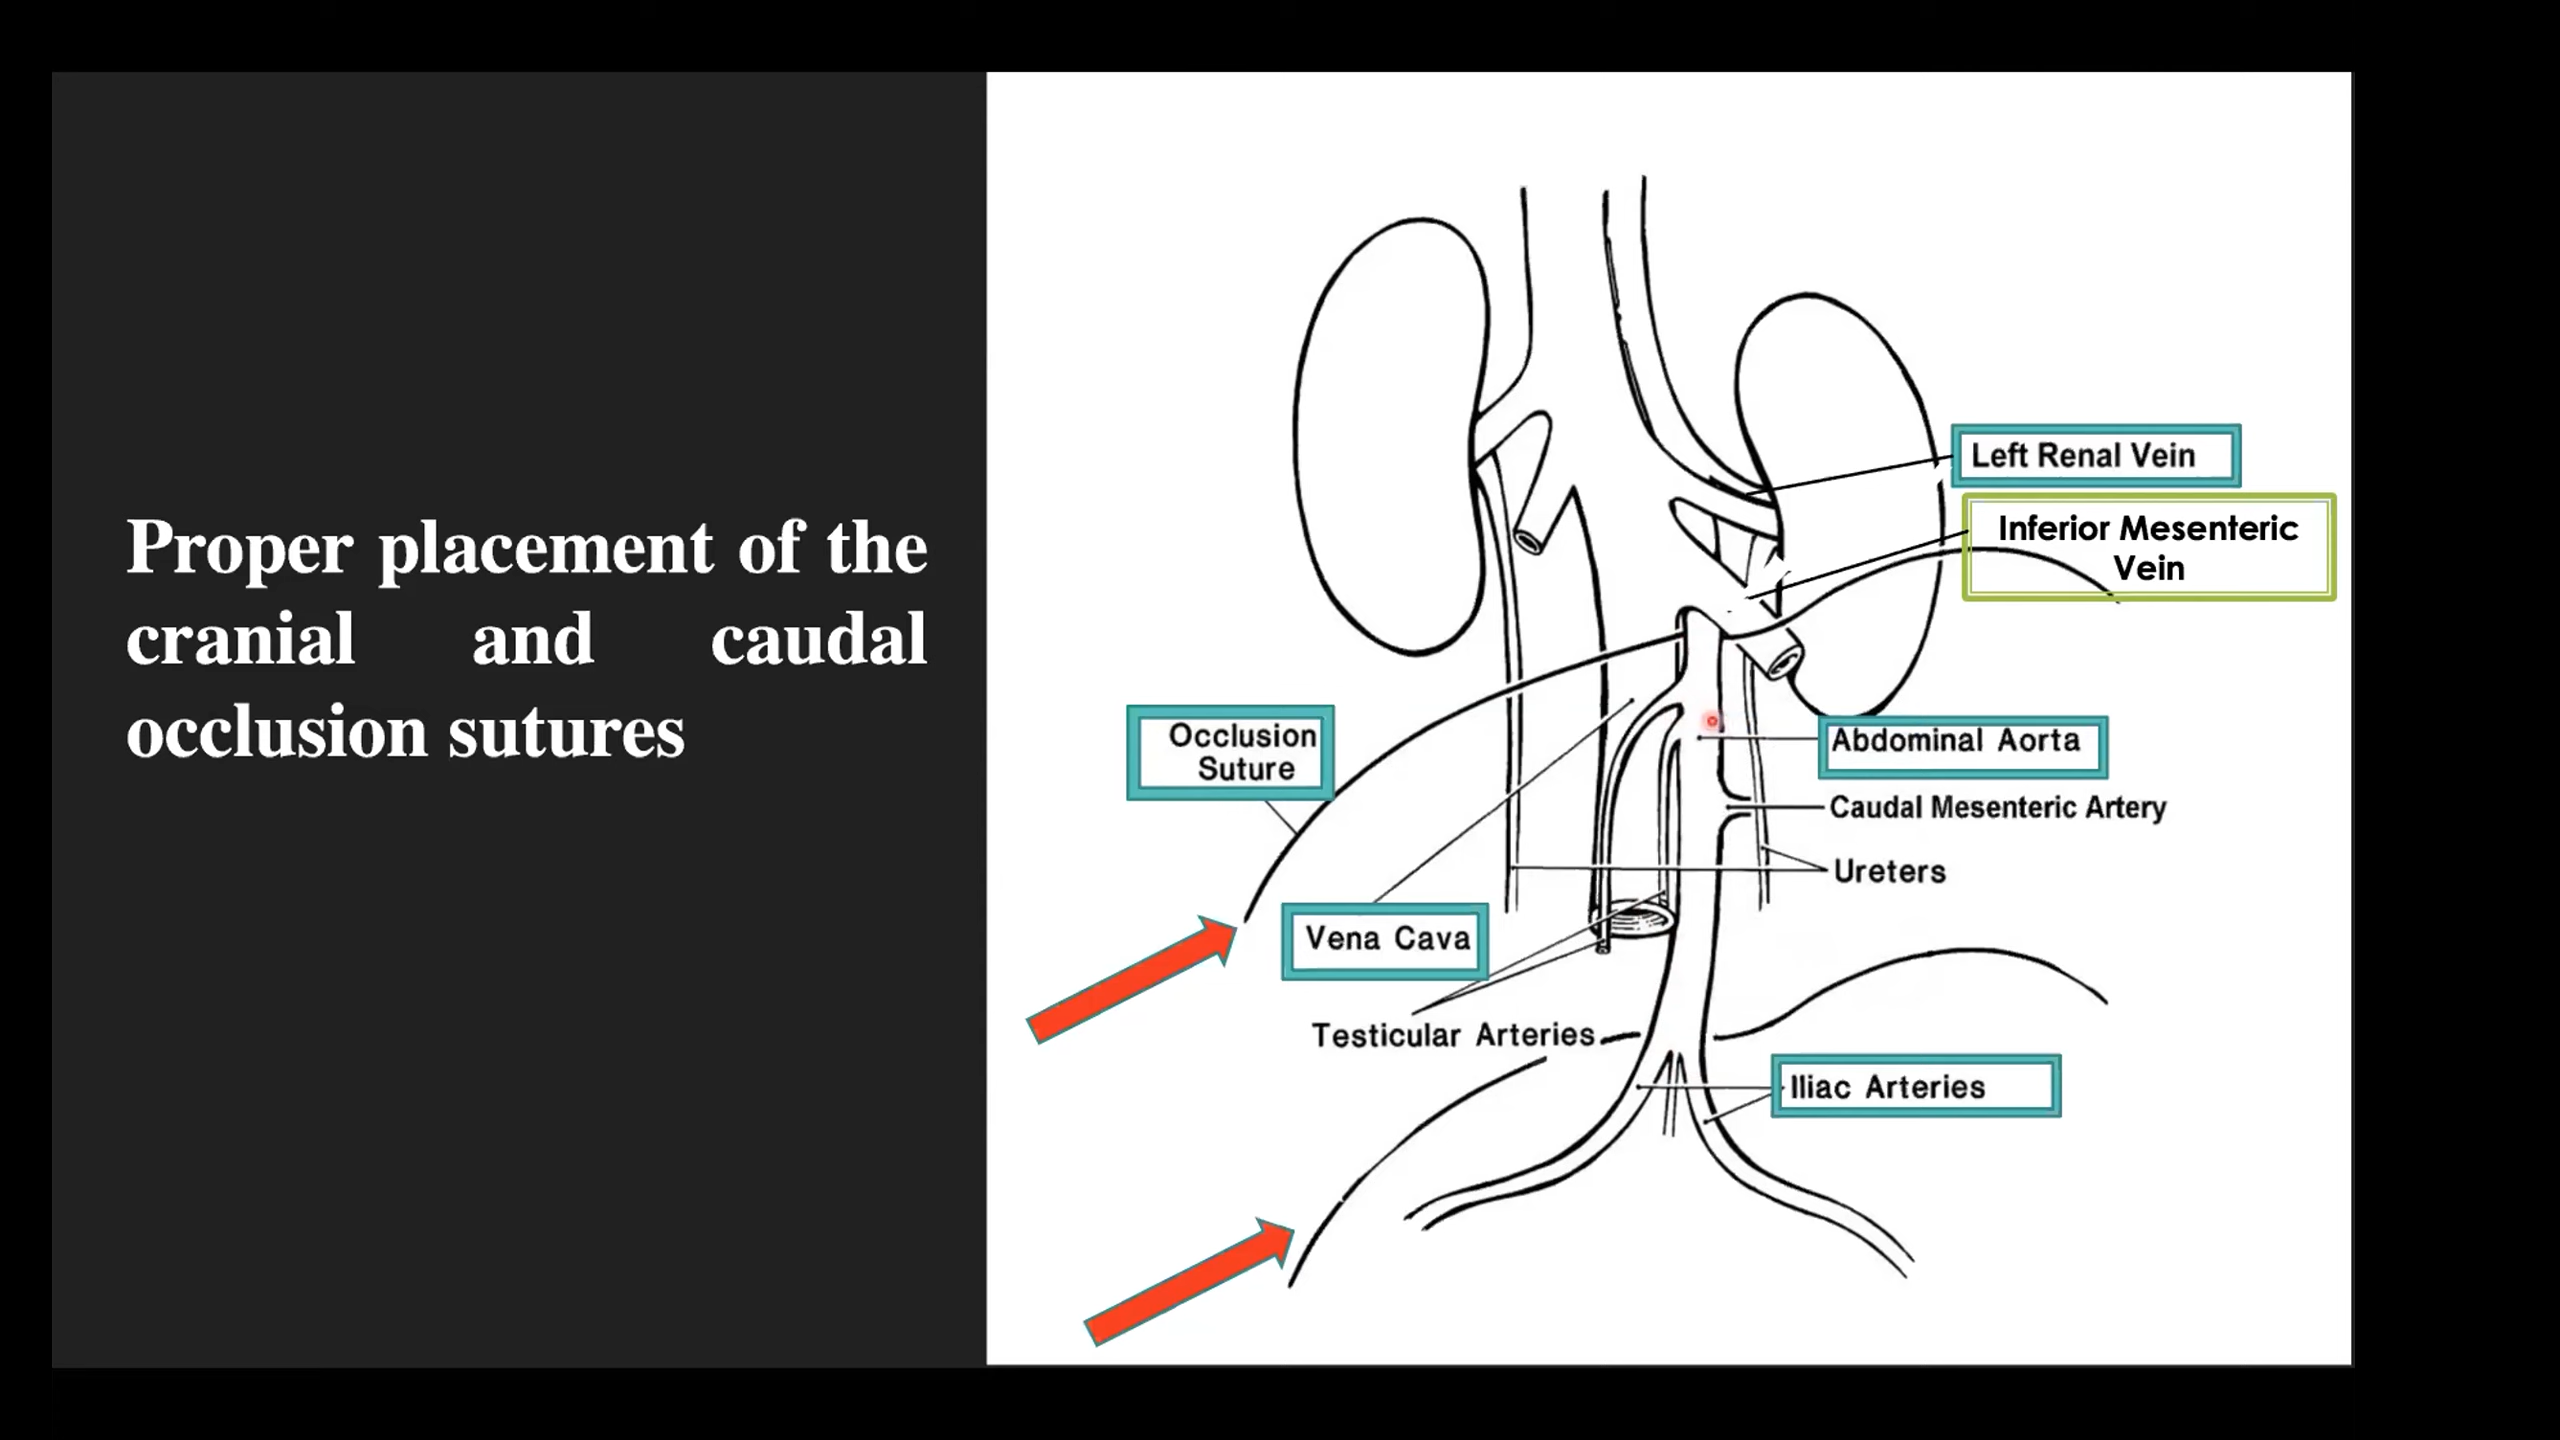 Proper placement of the
cranial and caudal
occlusion sutures
Left Renal Vein
Inferior Mesenteric
Vein
Occlusion
Suture
Abdominal Aorta
Caudal Mesenteric Artery
Ureters
Vena Cava
Testicular Arteries
Iliac Arteries